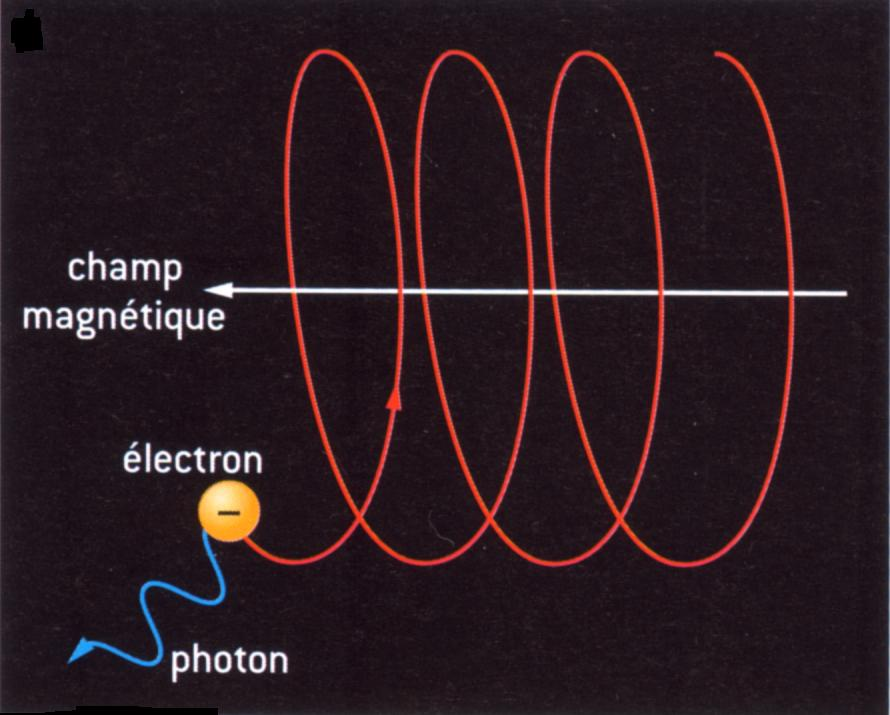 champ
magnétique
électron
−
photon